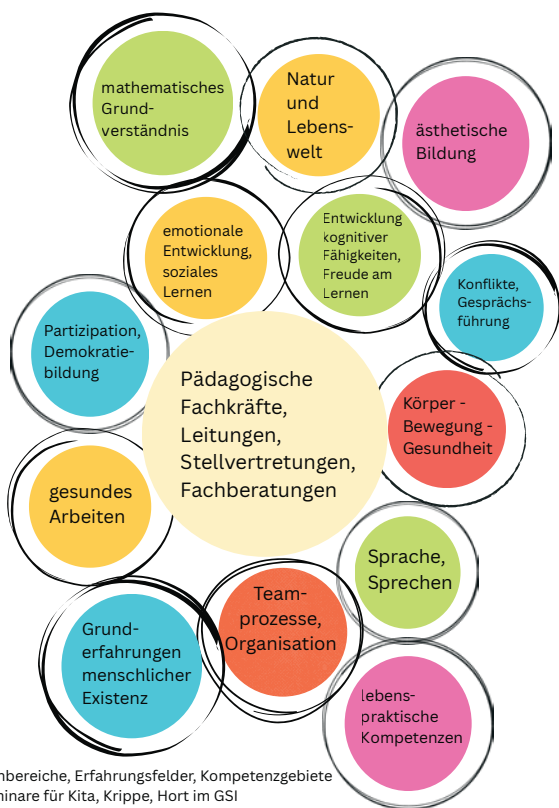 mathematisches
Grund-
verständnis
Natur
und
Lebens-
welt
ästhetische
Bildung
emotionale
Entwicklung,
soziales
Lernen
Entwicklung
kognitiver
Fähigkeiten,
Freude am
Lernen
Konflikte,
Gesprächs-
führung
Partizipation,
Demokratie-
bildung
Pädagogische
Fachkräfte,
Leitungen,
Stellvertretungen,
Fachberatungen
Körper -
Bewegung -
Gesundheit
gesundes
Arbeiten
Sprache,
Sprechen
Team-
prozesse,
Organisation
Grund-
erfahrungen
menschlicher
Existenz
lebens-
praktische
Kompetenzen
nbereiche, Erfahrungsfelder, Kompetenzgebiete
minare für Kita, Krippe, Hort im GSI